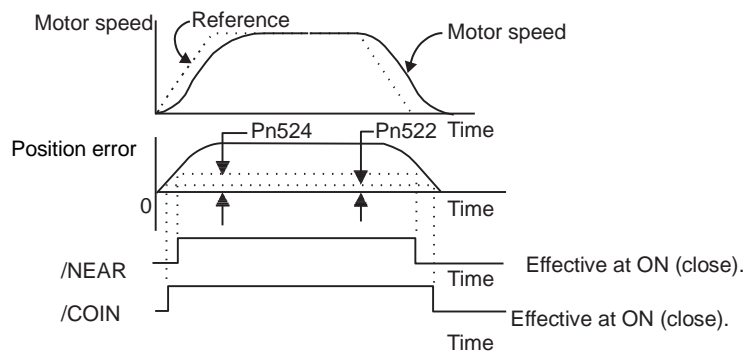 Motor speed
Reference
Motor speed
Time
Position error
Pn524
Pn522
0
Time
/NEAR
Time
Effective at ON (close).
/COIN
Time
Effective at ON (close).